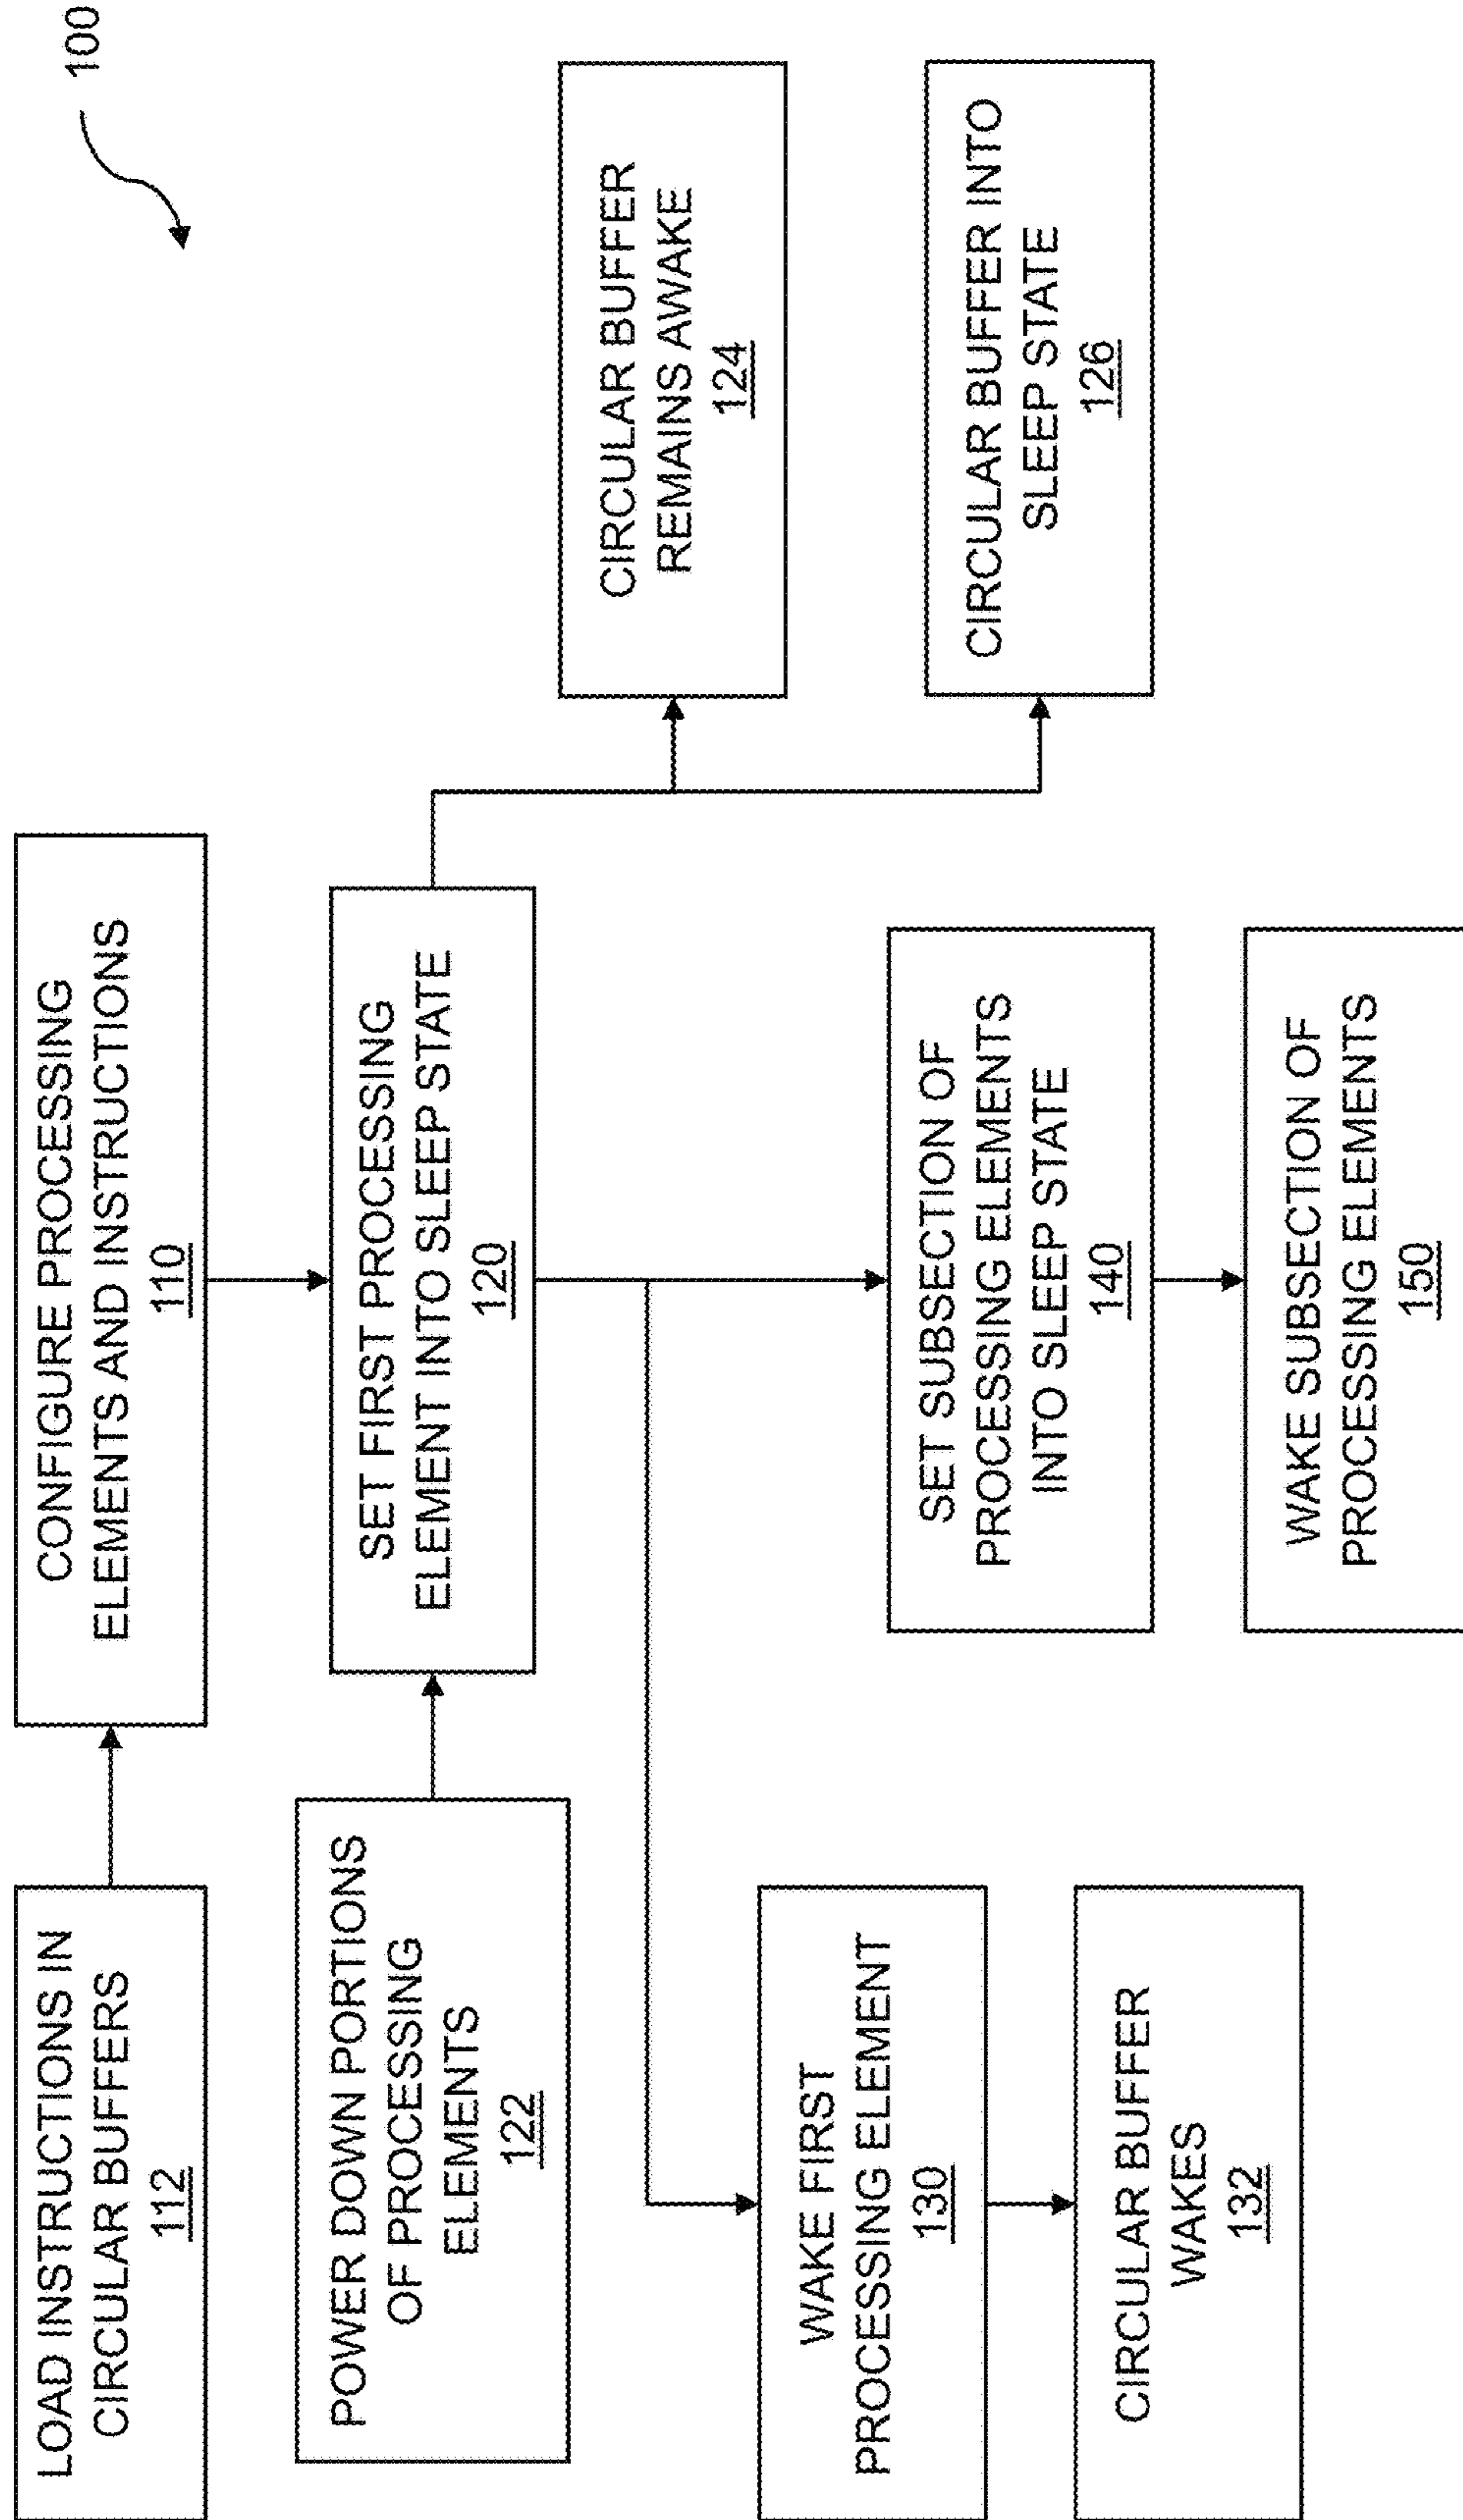 100
LOAD INSTRUCTIONS IN
CIRCULAR BUFFERS
112
CONFIGURE PROCESSING
ELEMENTS AND INSTRUCTIONS
110
POWER DOWN PORTIONS
OF PROCESSING
ELEMENTS
122
SET FIRST PROCESSING
ELEMENT INTO SLEEP STATE
120
CIRCULAR BUFFER
REMAINS AWAKE
124
CIRCULAR BUFFER INTO
SLEEP STATE
126
WAKE FIRST
PROCESSING ELEMENT
130
CIRCULAR BUFFER
WAKES
132
SET SUBSECTION OF
PROCESSING ELEMENTS
INTO SLEEP STATE
140
WAKE SUBSECTION OF
PROCESSING ELEMENTS
150